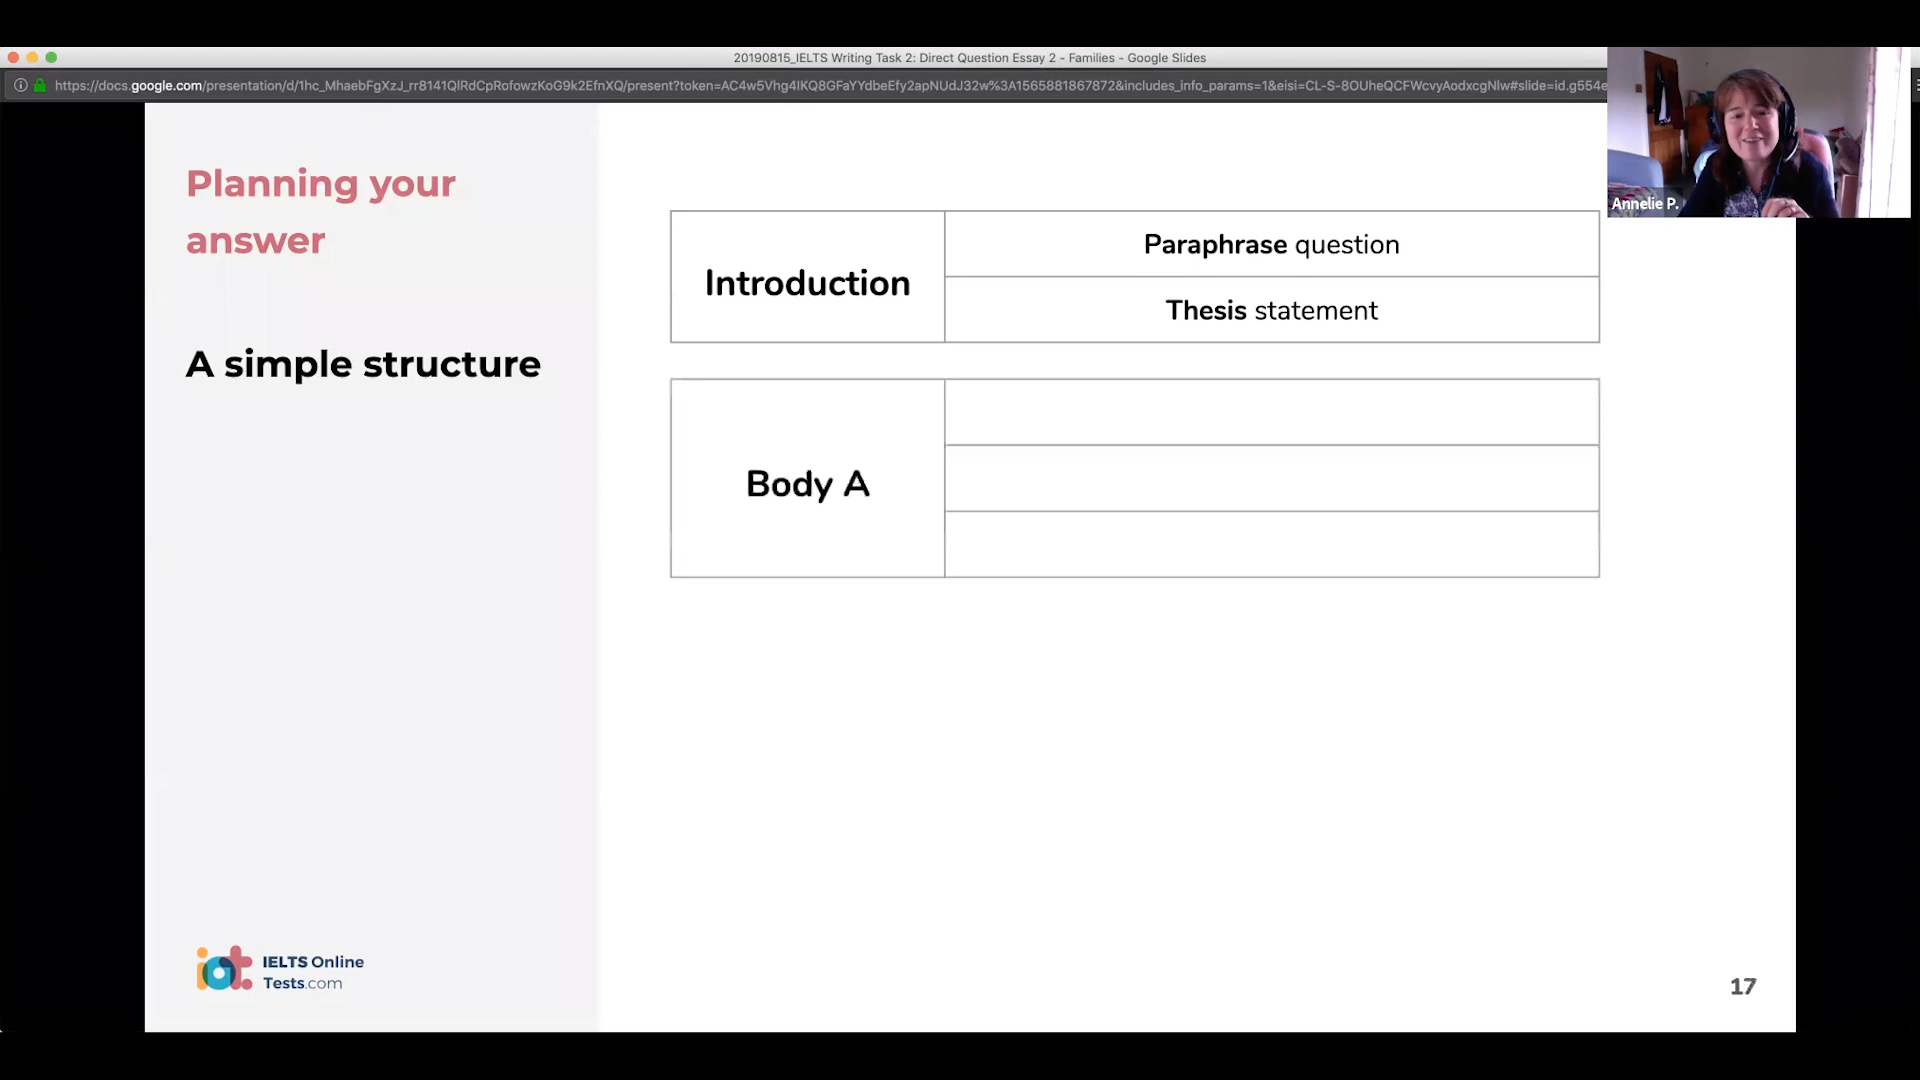 20190815_IELTS Writing Task 2: Direct Question Essay 2 - Families - Google Slides
https://docs.google.com/presentation/d/1hc_MhaebFgXzJ_rr8141QlRdCpRofowzKoG9k2EfnXQ/present?token=AC4w5Vhg4IKQ8GFaYYdbeEfy2apNUdJ32w%3A1565881867872&includes_info_params=1&eisi=CL-S-8OUheQCFWcvyAodxcgNlw#slide=id.g554e
Annelie P.
Planning your
answer
A simple structure
Introduction
Paraphrase question
Thesis statement
Body A
iot
IELTS Online
Tests.com
17